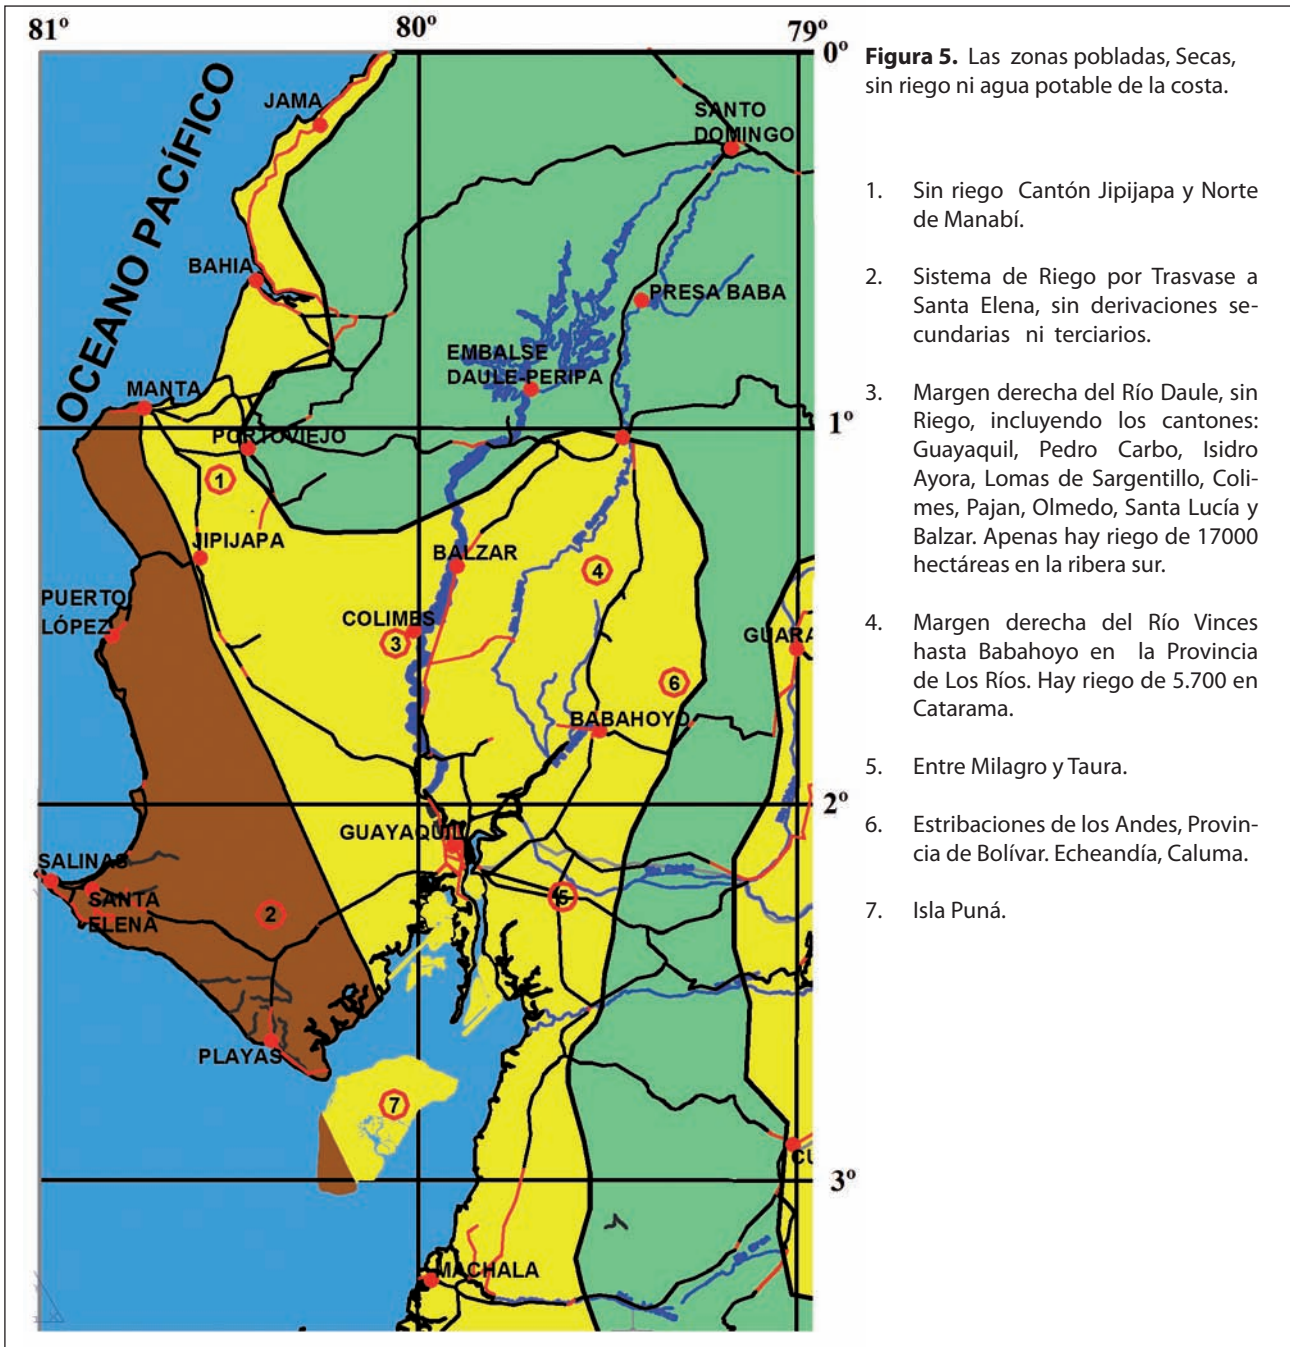 81º
80º
79º
0º
JAMA
SANTO
DOMINGO
OCEANO PACÍFICO
BAHIA
PRESA BABA
EMBALSE
DAULE-PERIPA
MANTA
1º
PORTOVIEJO
1
JIPIJAPA
BALZAR
4
PUERTO
LÓPEZ
COLIMES
3
GUARA
6
BABAHOYO
2º
GUAYAQUIL
SALINAS
SANTA
ELENA
2
5
PLAYAS
7
CU
3º
MACHALA
Figura 5. Las zonas pobladas, Secas,
sin riego ni agua potable de la costa.
1. Sin riego Cantón Jipijapa y Norte
de Manabí.
2. Sistema de Riego por Trasvase a
Santa Elena, sin derivaciones se-
cundarias ni terciarios.
3. Margen derecha del Río Daule, sin
Riego, incluyendo los cantones:
Guayaquil, Pedro Carbo, Isidro
Ayora, Lomas de Sargentillo, Coli-
mes, Pajan, Olmedo, Santa Lucía y
Balzar. Apenas hay riego de 17000
hectáreas en la ribera sur.
4. Margen derecha del Río Vinces
hasta Babahoyo en la Provincia
de Los Ríos. Hay riego de 5.700 en
Catarama.
5. Entre Milagro y Taura.
6. Estribaciones de los Andes, Provin-
cia de Bolívar. Echeandía, Caluma.
7. Isla Puná.